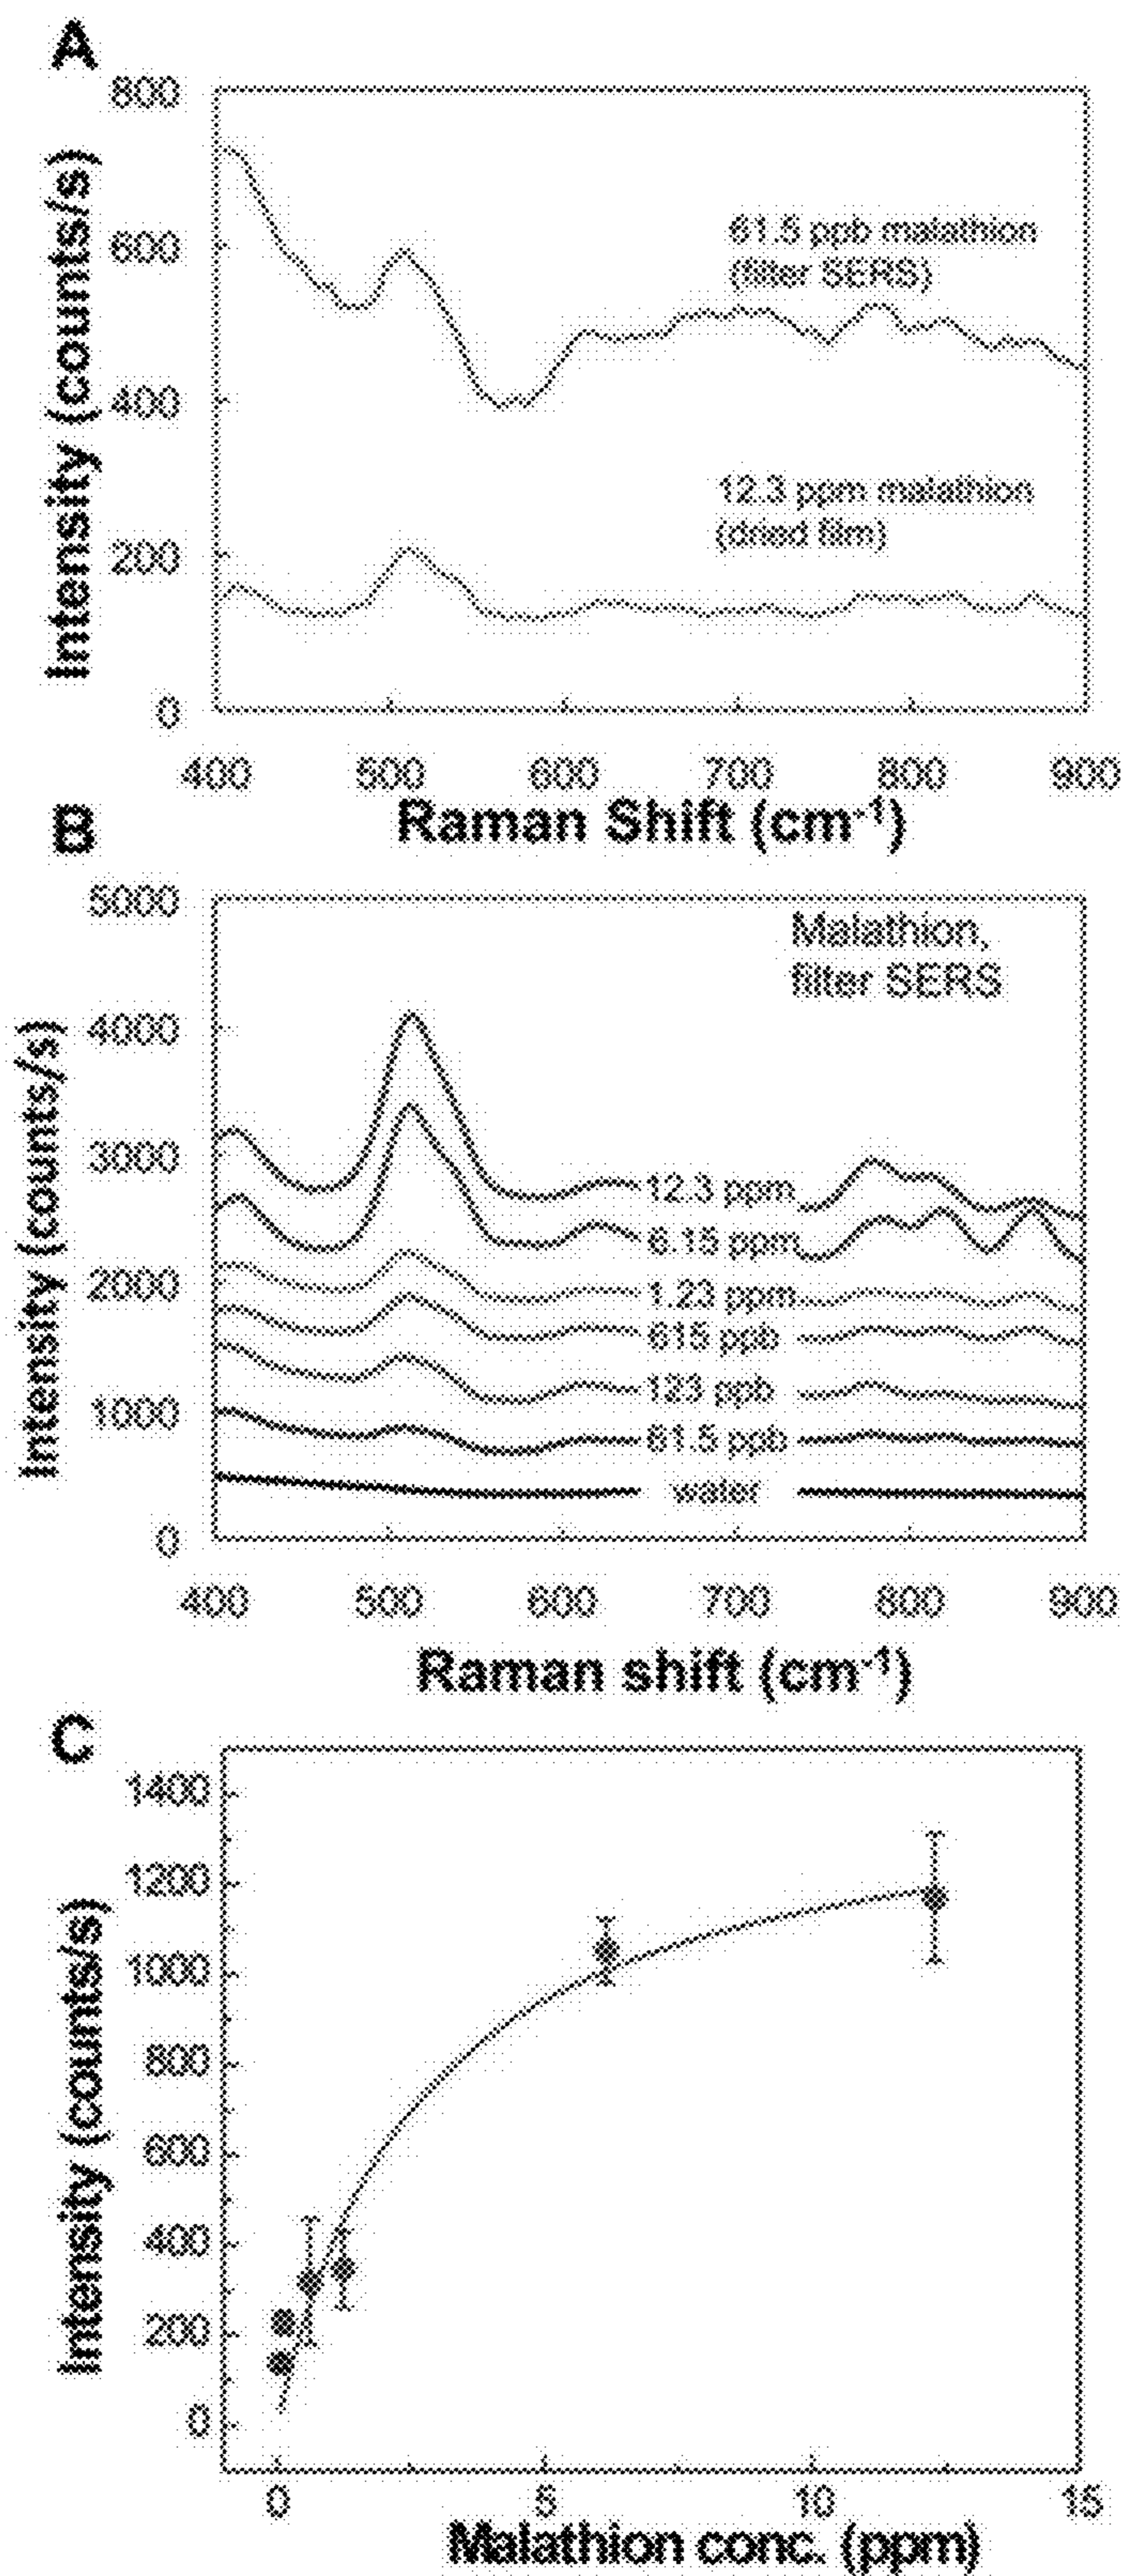 A
800
600
400
200
0
Intensity (counts/s)
61.5 ppb malathion
(filter SERS)
12.3 ppm malathion
(dried film)
400 500 600 700 800 900
Raman Shift (cm-1)
B
5000
4000
3000
2000
1000
0
Intensity (counts/s)
Malathion,
filter SERS
12.3 ppm
6.15 ppm
1.23 ppm
615 ppb
123 ppb
61.5 ppb
water
400 500 600 700 800 900
Raman shift (cm-1)
C
1400
1200
1000
800
600
400
200
0
Intensity (counts/s)
0 5 10 15
Malathion conc. (ppm)